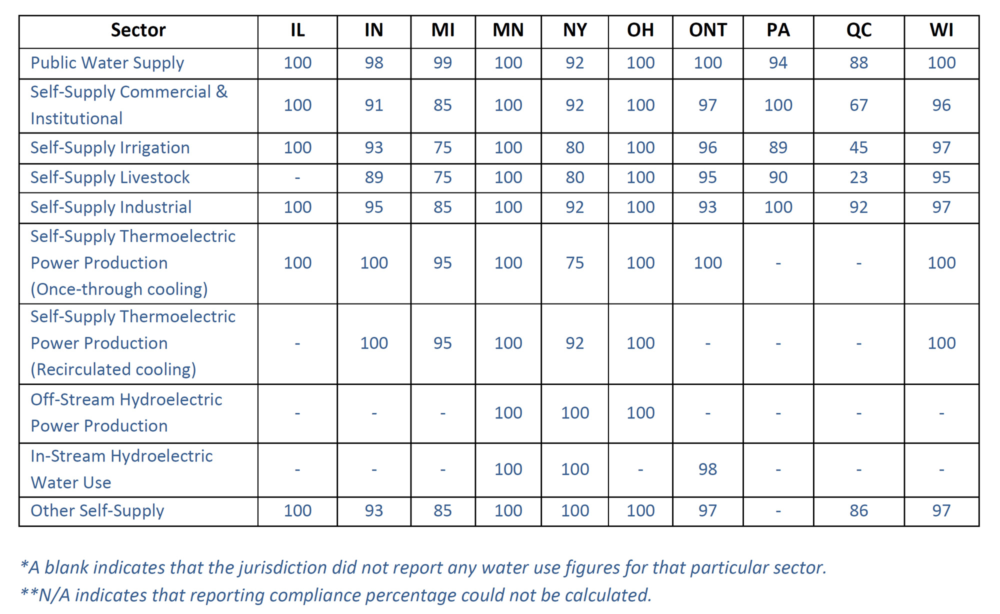 Sector IL IN MI MN NY OH ONT PA QC WI
Public Water Supply 100 98 99 100 92 100 100 94 88 100
Self-Supply Commercial &
Institutional 100 91 85 100 92 100 97 100 67 96
Self-Supply Irrigation 100 93 75 100 80 100 96 89 45 97
Self-Supply Livestock - 89 75 100 80 100 95 90 23 95
Self-Supply Industrial 100 95 85 100 92 100 93 100 92 97
Self-Supply Thermoelectric
Power Production 100 100 95 100 75 100 100 - - 100
(Once-through cooling)
Self-Supply Thermoelectric
Power Production - 100 95 100 92 100 - - - 100
(Recirculated cooling)
Off-Stream Hydroelectric
Power Production - - - 100 100 100 - - - -
In-Stream Hydroelectric
Water Use - - - 100 100 - 98 - - -
Other Self-Supply 100 93 85 100 100 100 97 - 86 97
*A blank indicates that the jurisdiction did not report any water use figures for that particular sector.
**N/A indicates that reporting compliance percentage could not be calculated.